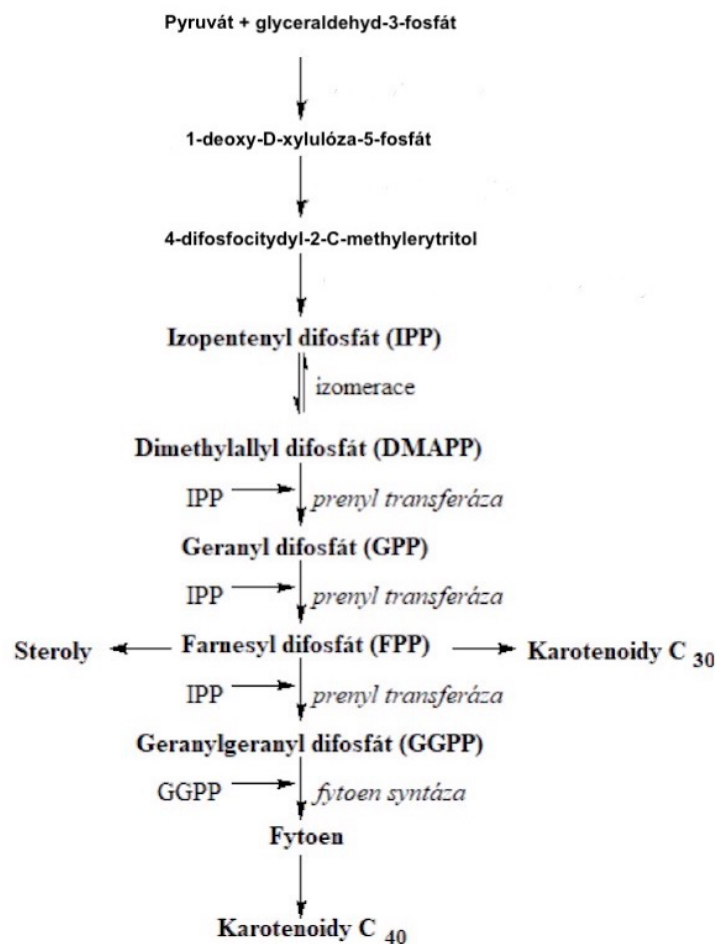 Pyruvát + glyceraldehyd-3-fosfát
1-deoxy-D-xylulóza-5-fosfát
4-difosfocitydyl-2-C-methylerytritol
Izopentenyl difosfát (IPP)
izomerace
Dimethylallyl difosfát (DMAPP)
IPP prenyl transferáza
Geranyl difosfát (GPP)
IPP prenyl transferáza
Steroly Farnesyl difosfát (FPP) Karotenoidy C 30
IPP prenyl transferáza
Geranylgeranyl difosfát (GGPP)
GGPP fytoen syntáza
Fytoen
Karotenoidy C 40